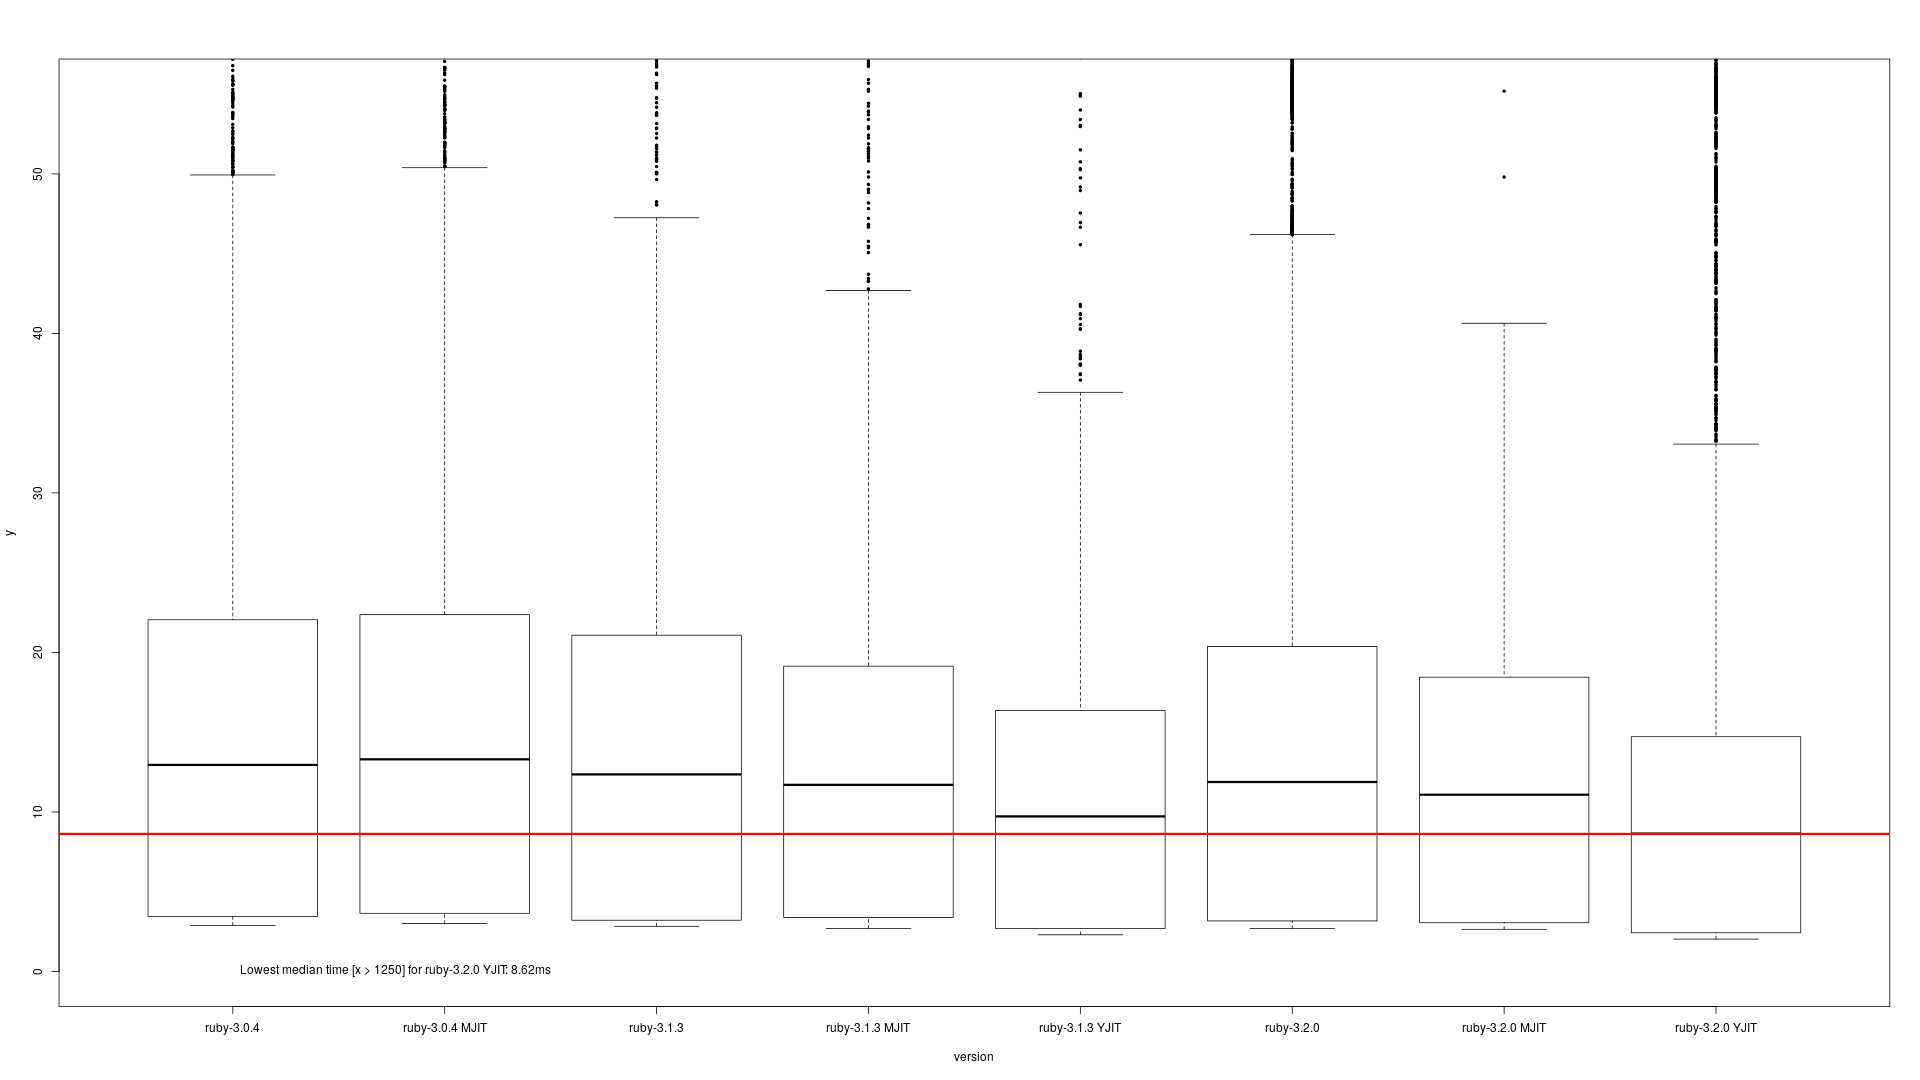 50
40
30
20
10
0
y
Lowest median time [x > 1250] for ruby-3.2.0 YJIT: 8.62ms
ruby-3.0.4 ruby-3.0.4 MJIT ruby-3.1.3 ruby-3.1.3 MJIT ruby-3.1.3 YJIT ruby-3.2.0 ruby-3.2.0 MJIT ruby-3.2.0 YJIT
version